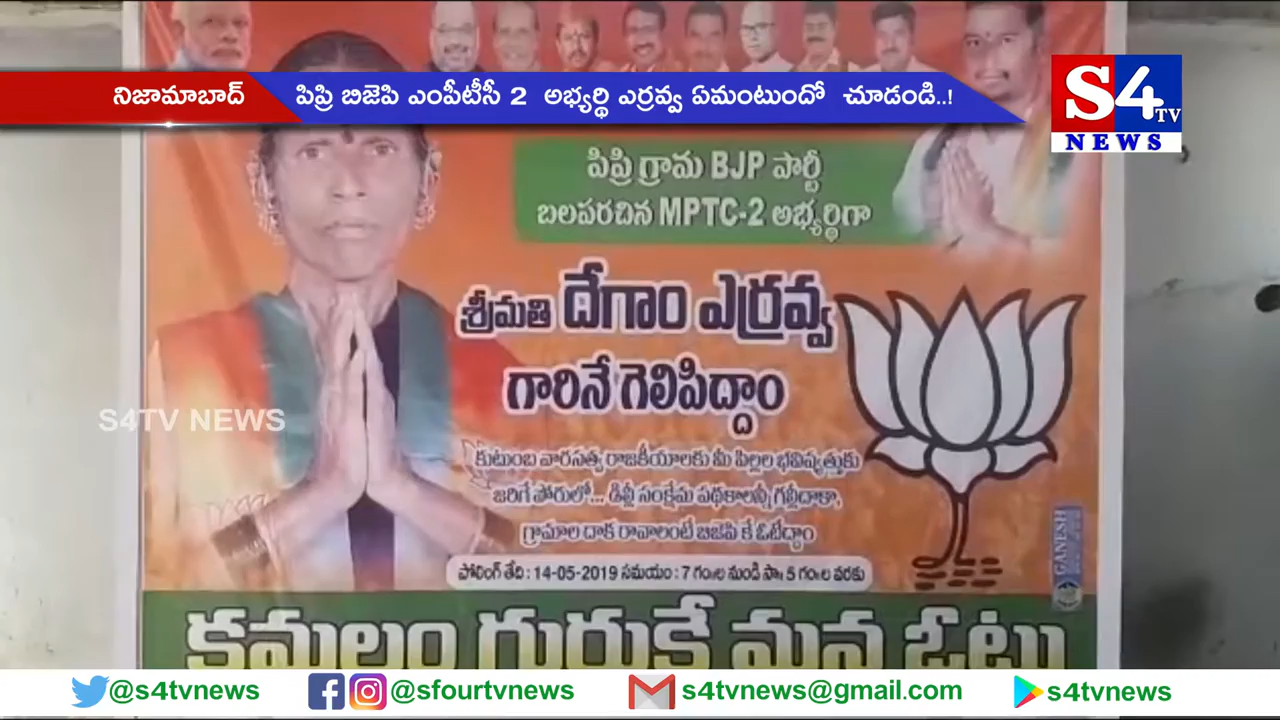 నిజామాబాద్ పిప్రి బిజెపి ఎంపీటీసీ 2 అభ్యర్థి ఎర్రవ్వ ఏమంటుందో చూడండి..!
S4 TV
NEWS
పిప్రి గ్రామ BJP పార్టీ
బలపరచిన MPTC-2 అభ్యర్థిగా
శ్రీమతి దేగాం ఎర్రవ్వ
గారినే గెలిపిద్దాం
S4TV NEWS
కుటుంబ వారసత్వ రాజకీయాలకు మీ పిల్లల భవిష్యత్తుకు
జరిగే పోరులో... డిల్లీ సంక్షేమ పథకాలన్నీ గల్లీదాకా,
గ్రామాల దాక రావాలంటే బిజెపి కే ఓటేద్దాం
GANESH
పోలింగ్ తేది : 14-05-2019 సమయం : 7 గం॥ల నుండి సా॥ 5 గం॥ల వరకు
కమలం గురుకే మన ఓటు
@s4tvnews @sfourtvnews s4tvnews@gmail.com s4tvnews